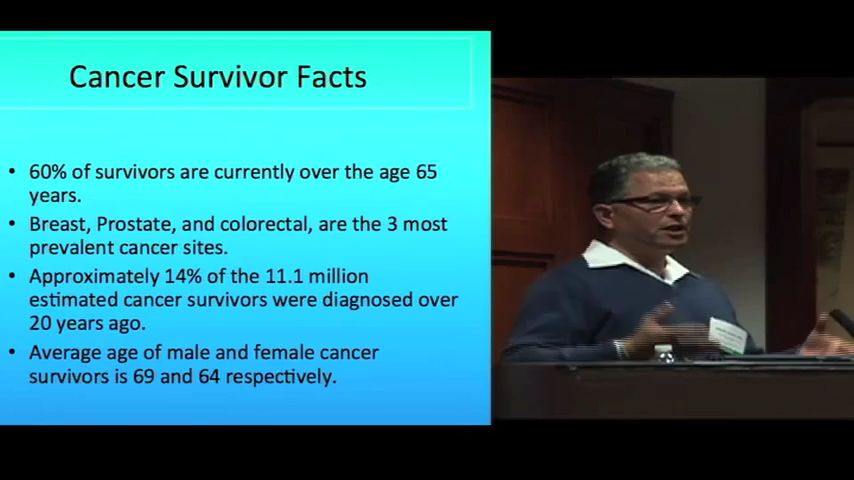 Cancer Survivor Facts
• 60% of survivors are currently over the age 65
years.
• Breast, Prostate, and colorectal, are the 3 most
prevalent cancer sites.
• Approximately 14% of the 11.1 million
estimated cancer survivors were diagnosed over
20 years ago.
• Average age of male and female cancer
survivors is 69 and 64 respectively.